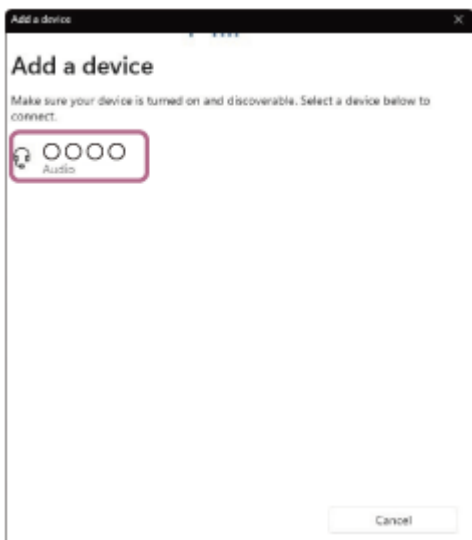 Add a device
Add a device
Make sure your device is turned on and discoverable. Select a device below to
connect.
○○○○
Audio
Cancel